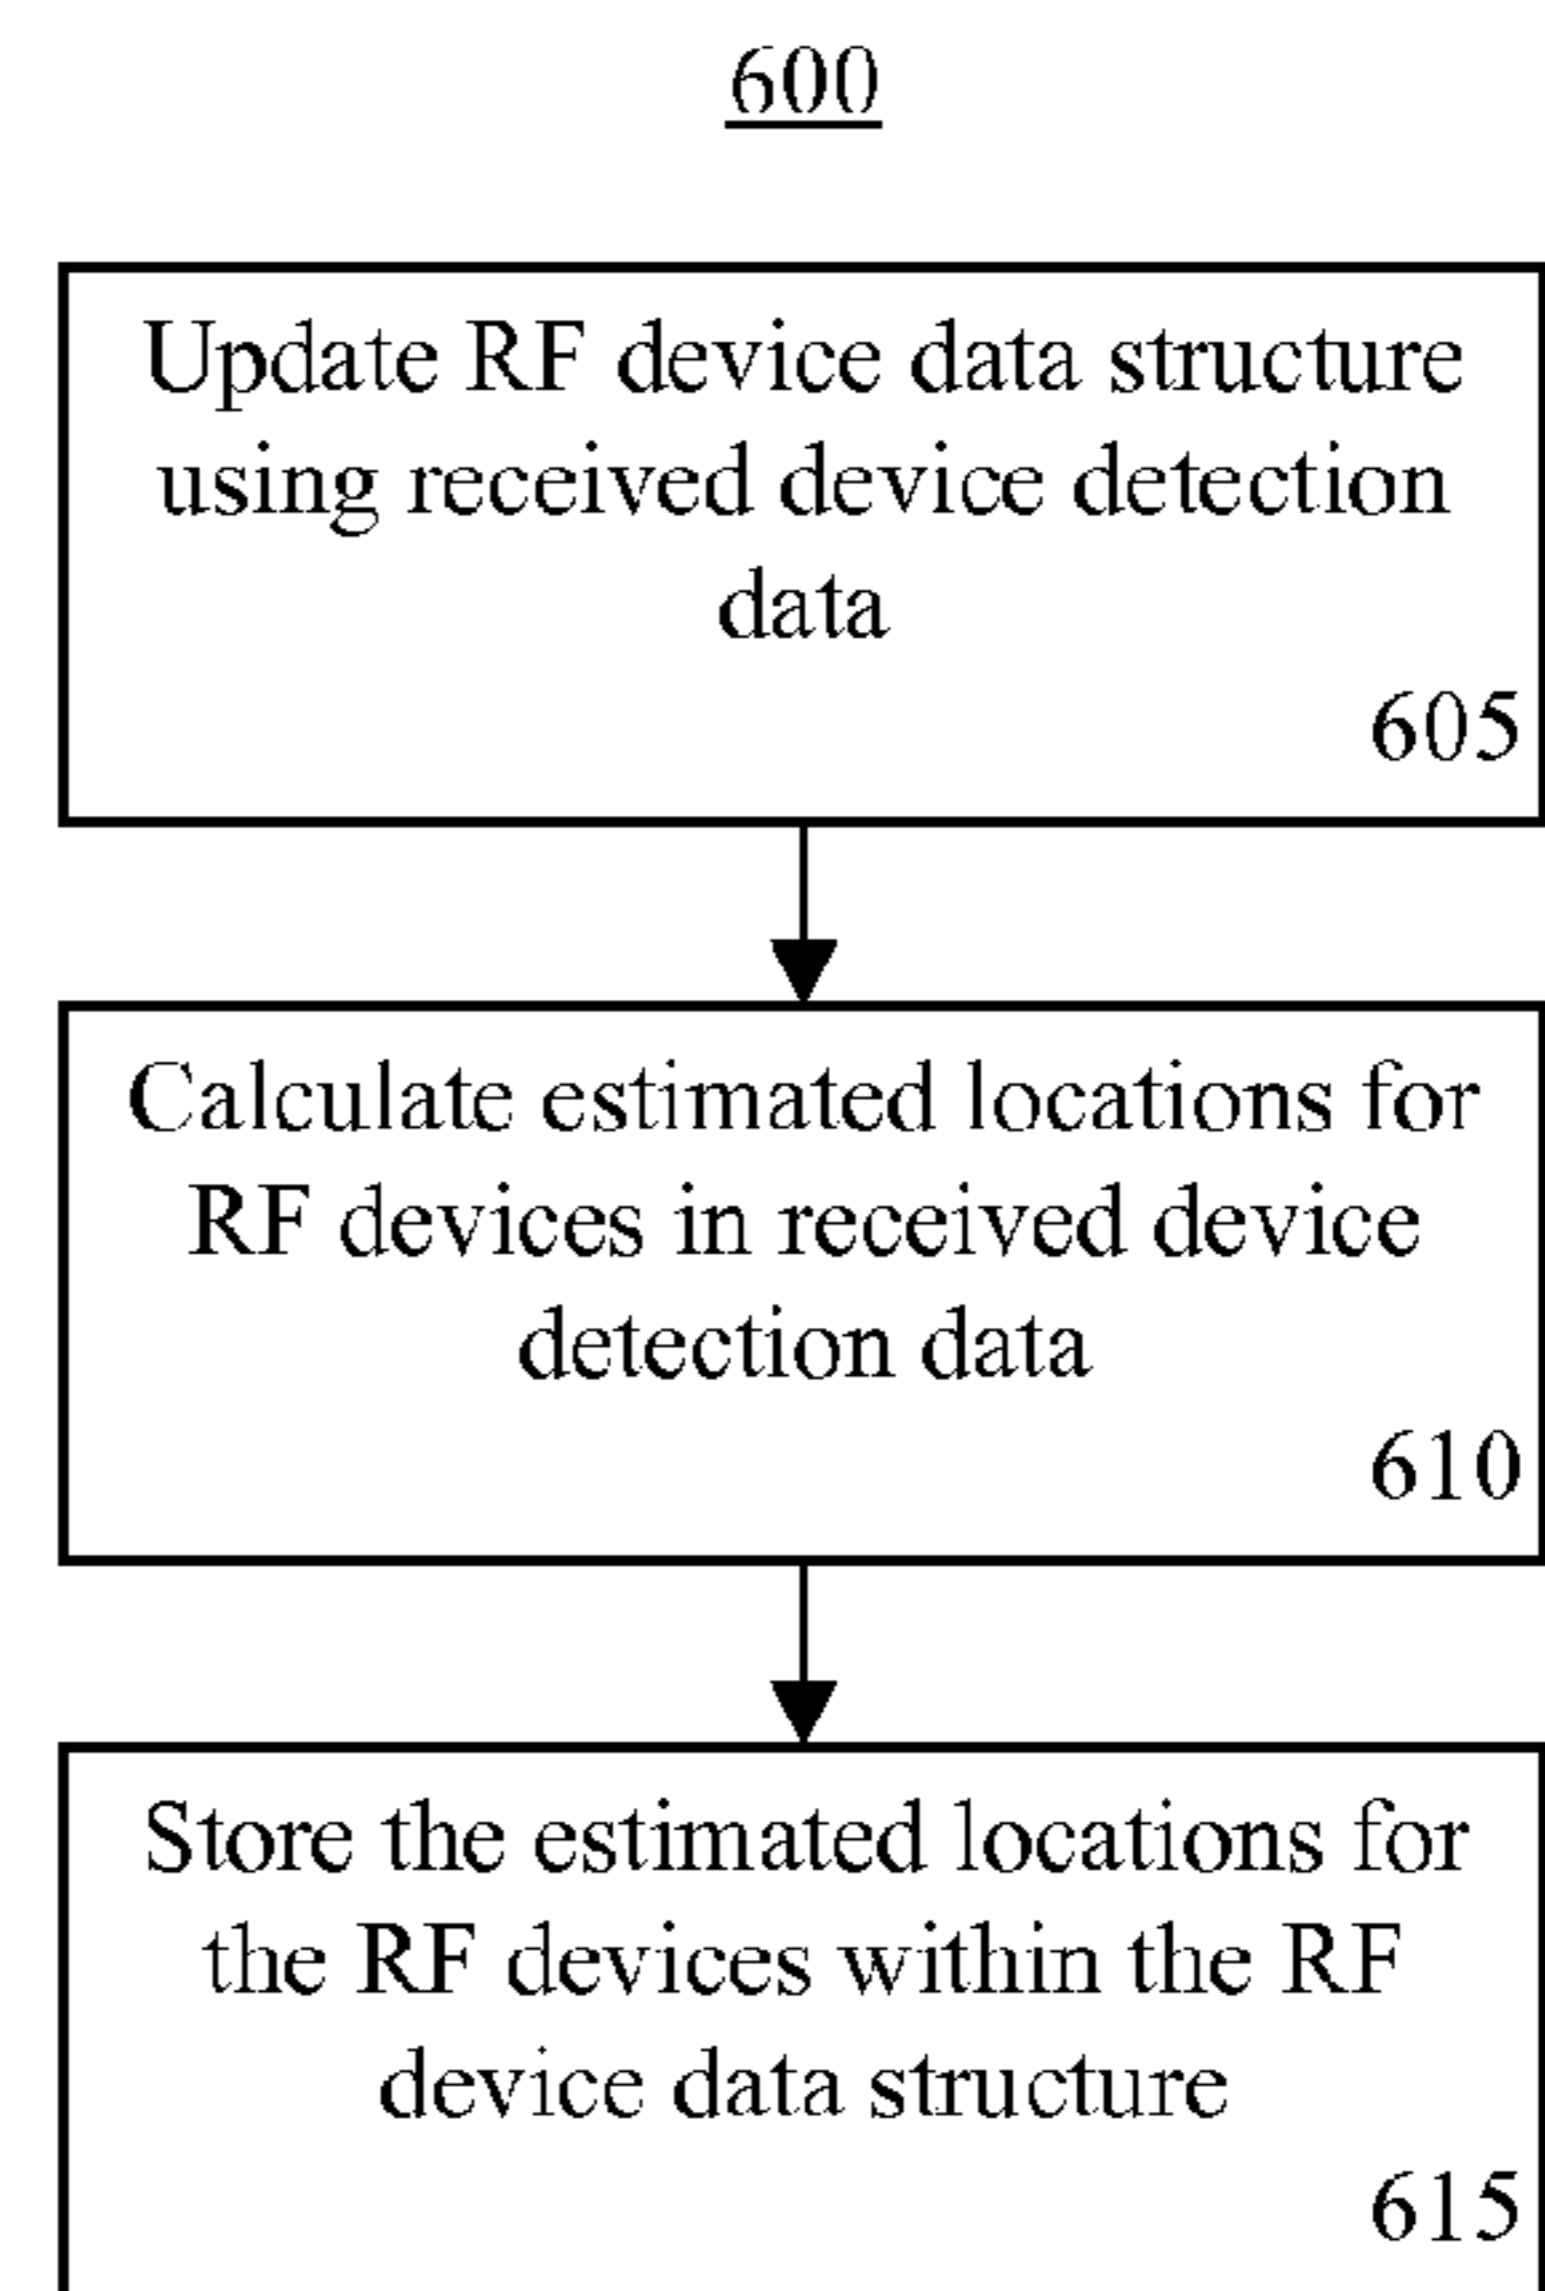 600
Update RF device data structure
using received device detection
data
605
Calculate estimated locations for
RF devices in received device
detection data
610
Store the estimated locations for
the RF devices within the RF
device data structure
615